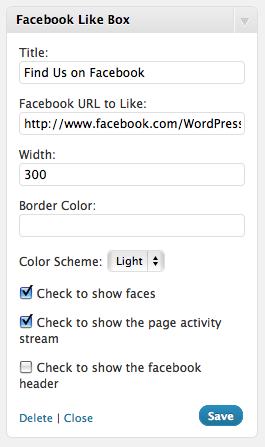 Facebook Like Box
Title:
Find Us on Facebook
Facebook URL to Like:
http://www.facebook.com/WordPress
Width:
300
Border Color:
Color Scheme: Light
Check to show faces
Check to show the page activity
stream
Check to show the facebook
header
Delete | Close Save